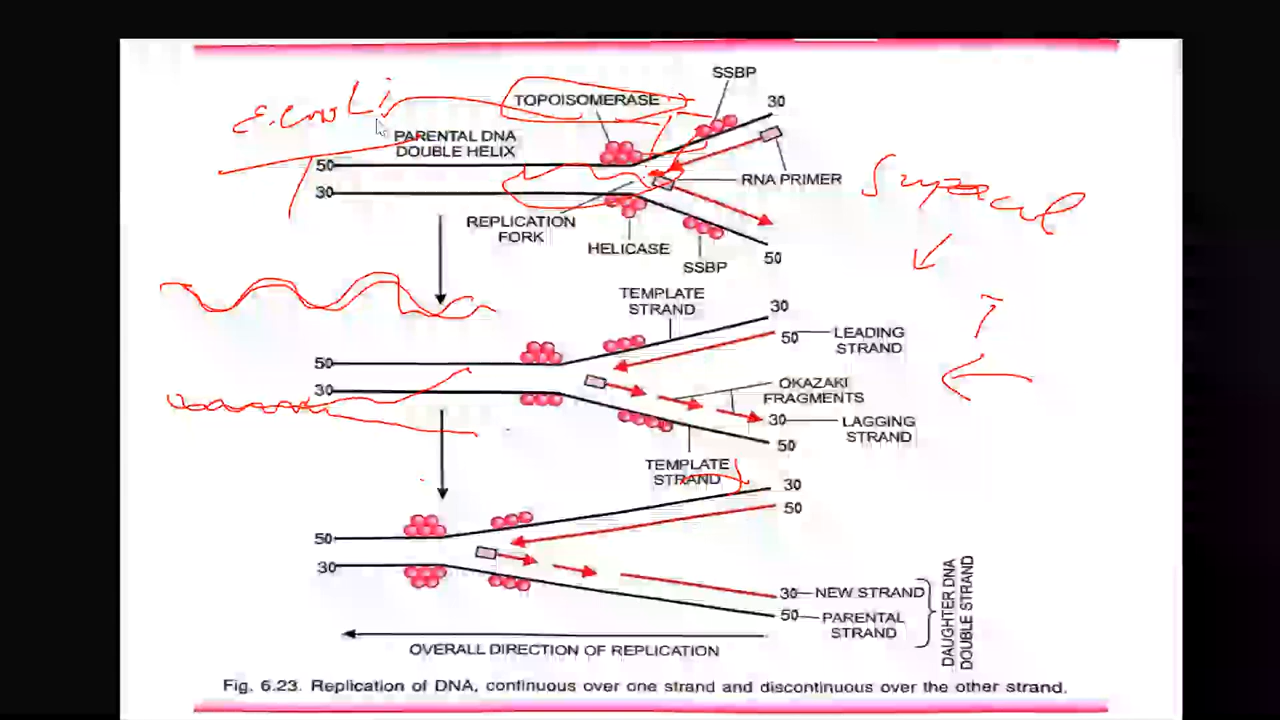 SSBP
30
TOPOISOMERASE
E.coli
PARENTAL DNA
DOUBLE HELIX
50
30
RNA PRIMER
REPLICATION
FORK
HELICASE
SSBP
50
TEMPLATE
STRAND
30
50
LEADING
STRAND
50
30
OKAZAKI
FRAGMENTS
30
LAGGING
STRAND
50
TEMPLATE
STRAND
30
50
50
30
30
NEW STRAND
50
PARENTAL
STRAND
DAUGHTER DNA
DOUBLE STRAND
OVERALL DIRECTION OF REPLICATION
Fig. 6.23. Replication of DNA, continuous over one strand and discontinuous over the other strand.